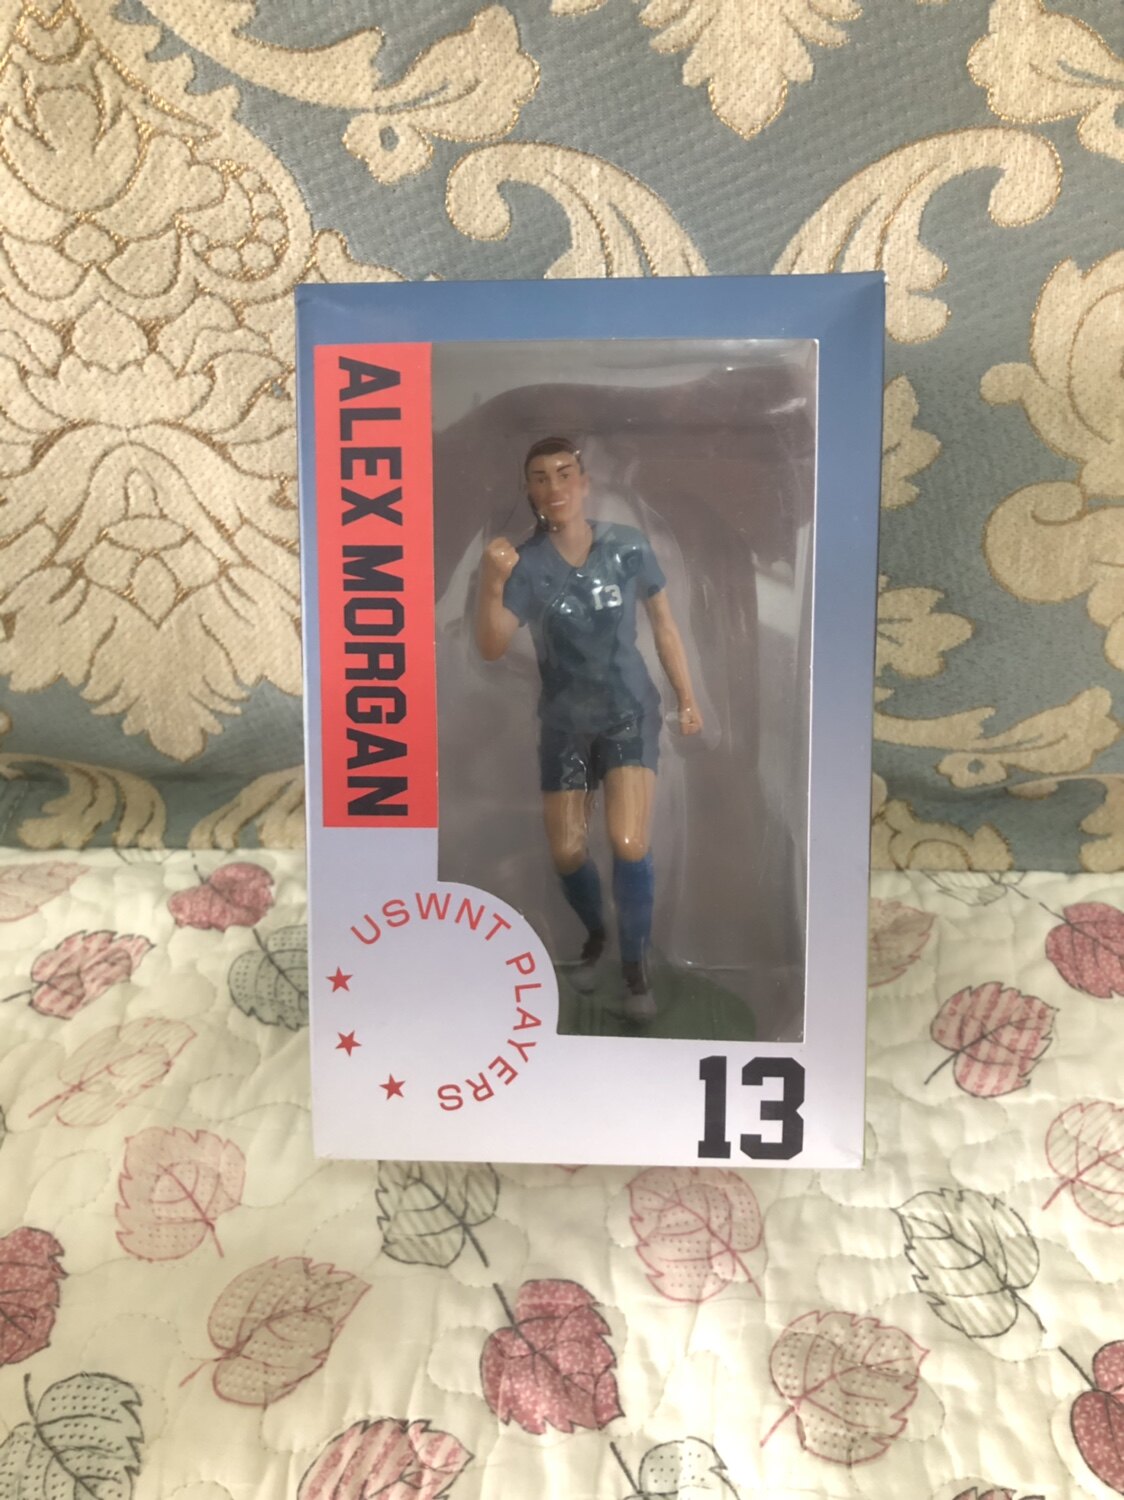 ALEX MORGAN
13
USWNT PLAYERS
13